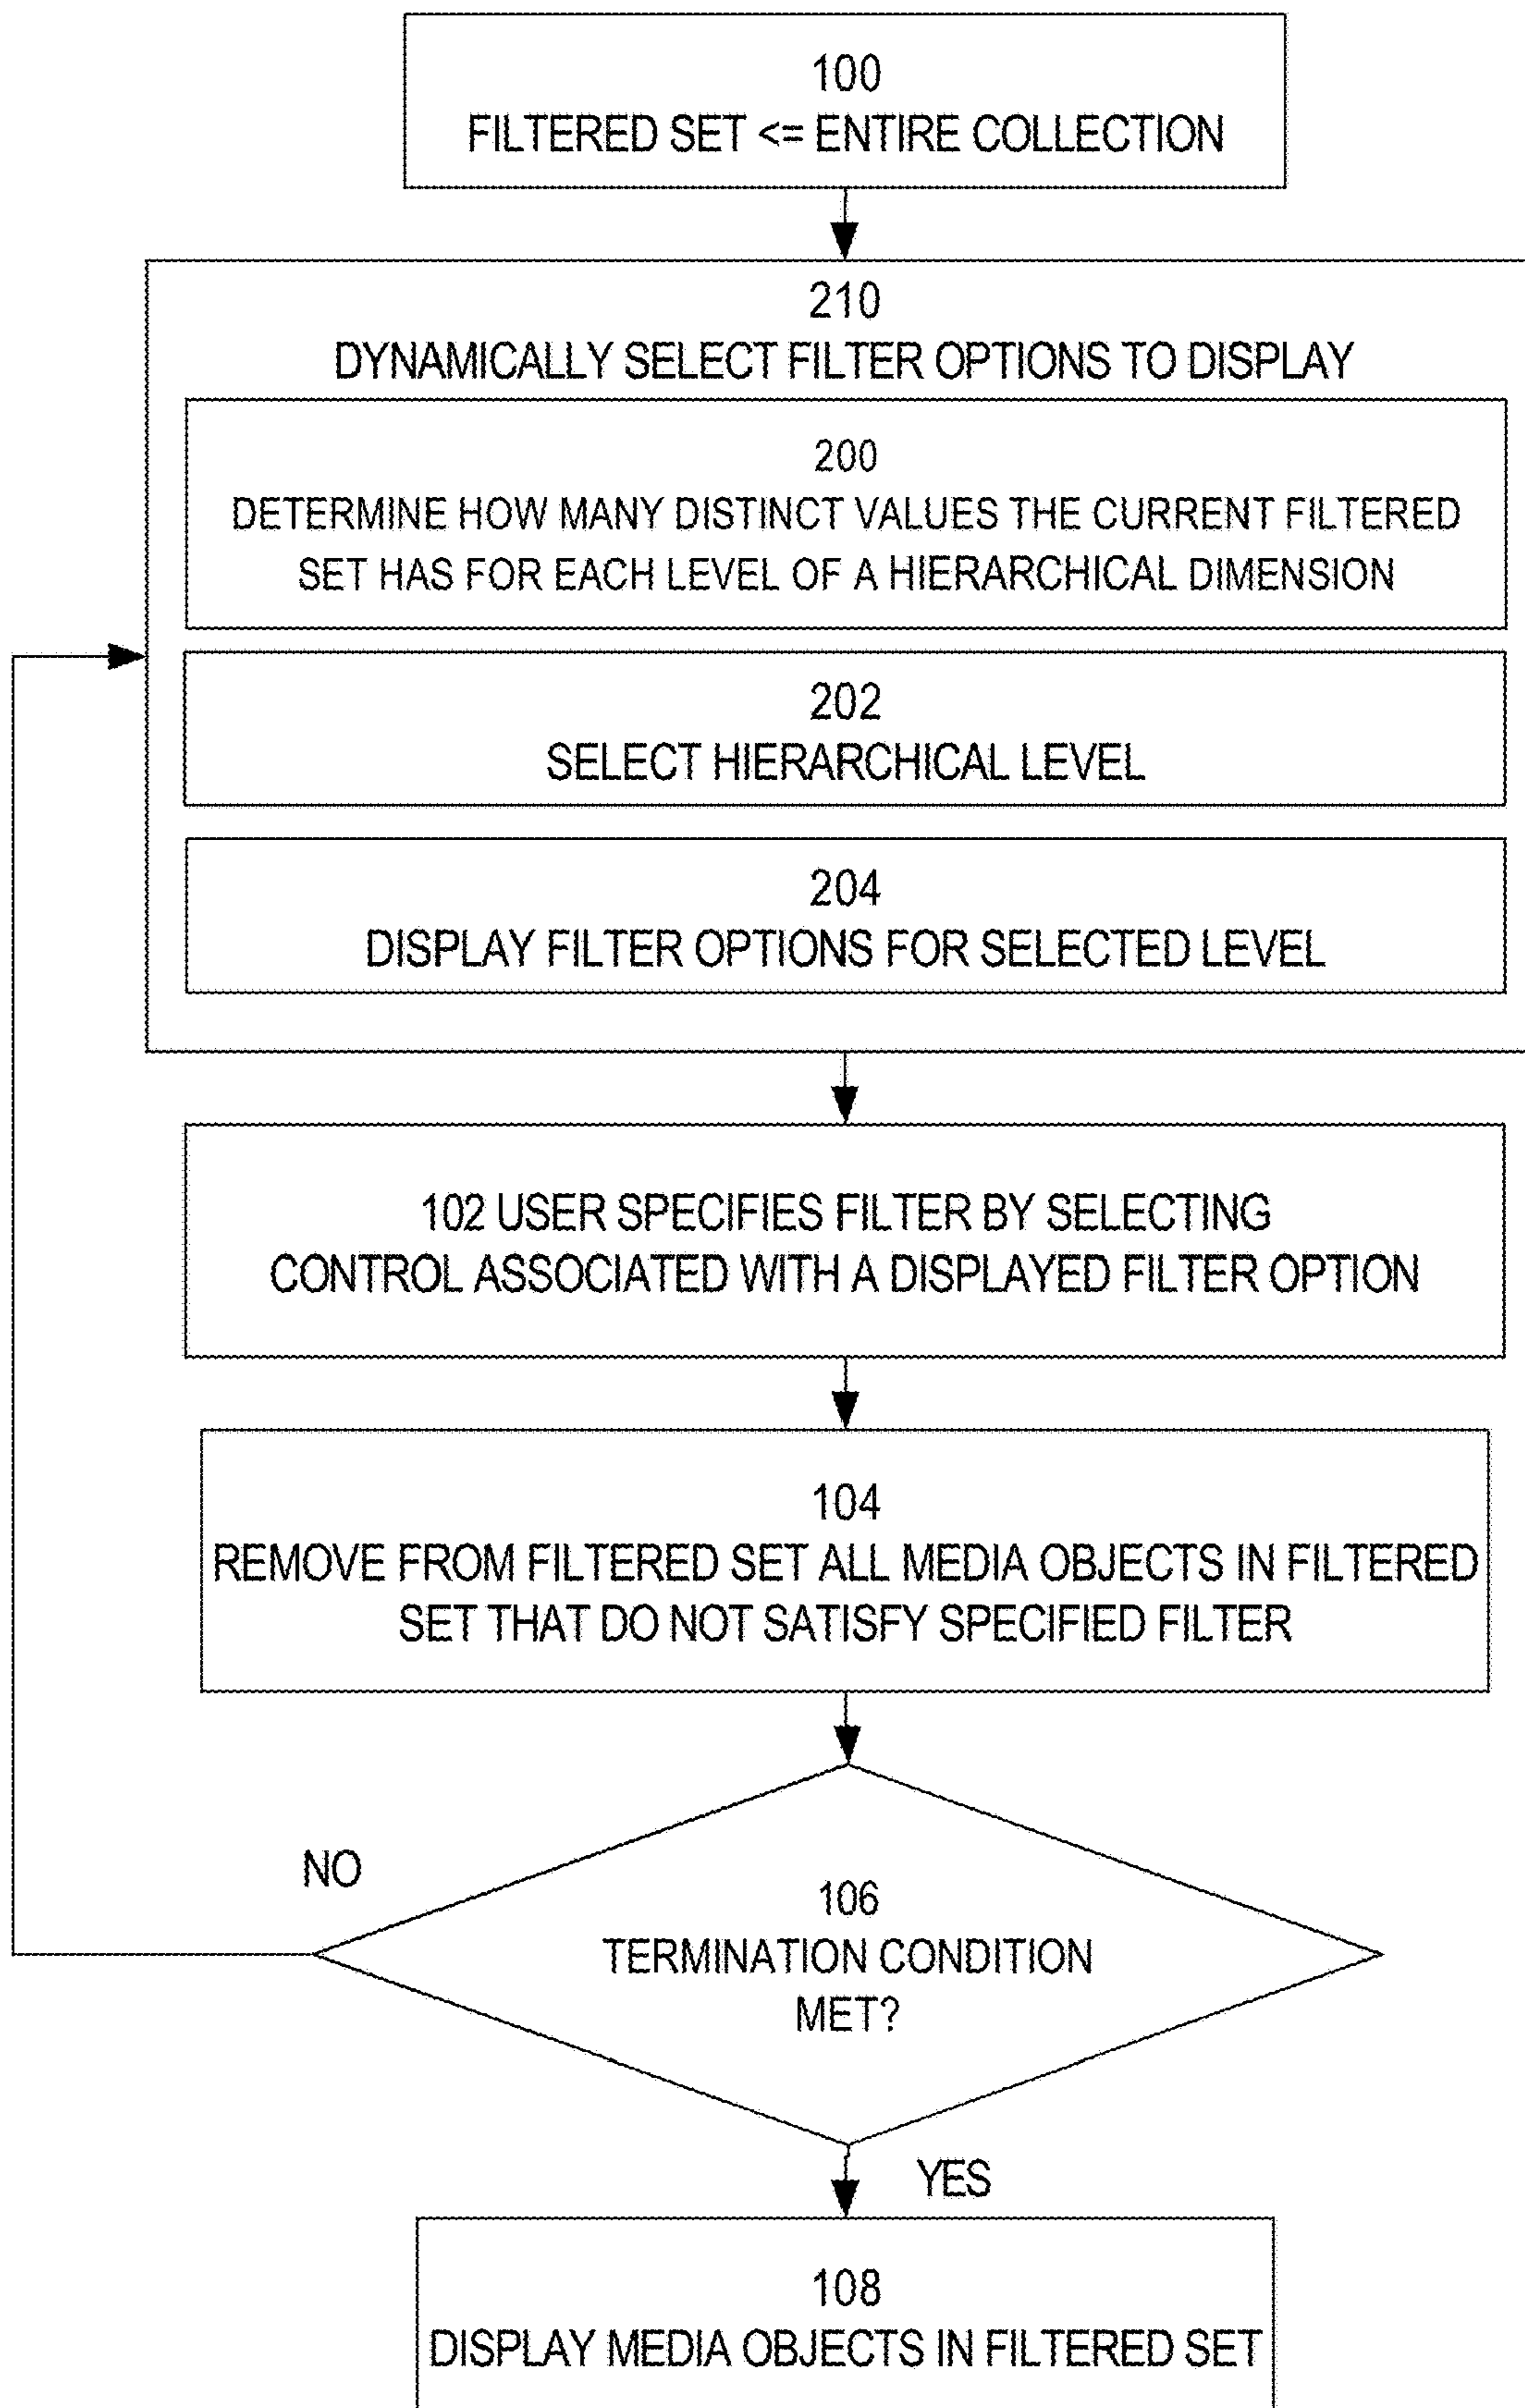 100
FILTERED SET <= ENTIRE COLLECTION
210
DYNAMICALLY SELECT FILTER OPTIONS TO DISPLAY
200
DETERMINE HOW MANY DISTINCT VALUES THE CURRENT FILTERED
SET HAS FOR EACH LEVEL OF A HIERARCHICAL DIMENSION
202
SELECT HIERARCHICAL LEVEL
204
DISPLAY FILTER OPTIONS FOR SELECTED LEVEL
102 USER SPECIFIES FILTER BY SELECTING
CONTROL ASSOCIATED WITH A DISPLAYED FILTER OPTION
104
REMOVE FROM FILTERED SET ALL MEDIA OBJECTS IN FILTERED
SET THAT DO NOT SATISFY SPECIFIED FILTER
NO
106
TERMINATION CONDITION
MET?
YES
108
DISPLAY MEDIA OBJECTS IN FILTERED SET